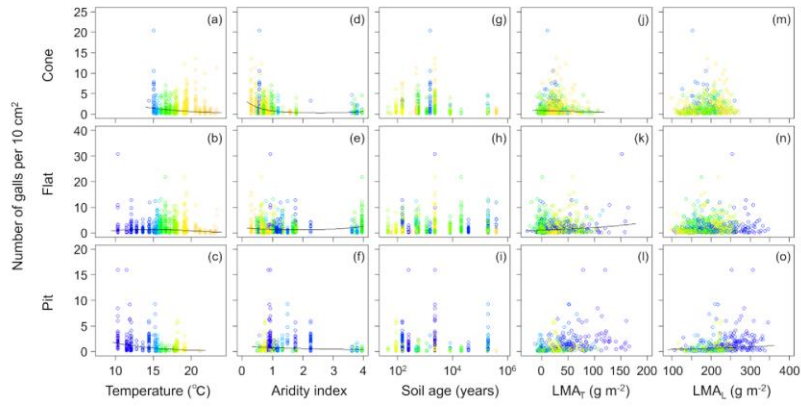 (a) (d) (g) (j) (m)
Cone
25
20
15
10
5
0
(b) (e) (h) (k) (n)
Flat
40
30
20
10
0
(c) (f) (i) (l) (o)
Pit
20
15
10
5
0
Number of galls per 10 cm²
10 15 20 0 1 2 3 4 10² 10⁴ 10⁶ 0 50 100 150 200 100 200 300 400
Temperature (°C) Aridity index Soil age (years) LMA_T (g m⁻²) LMA_L (g m⁻²)